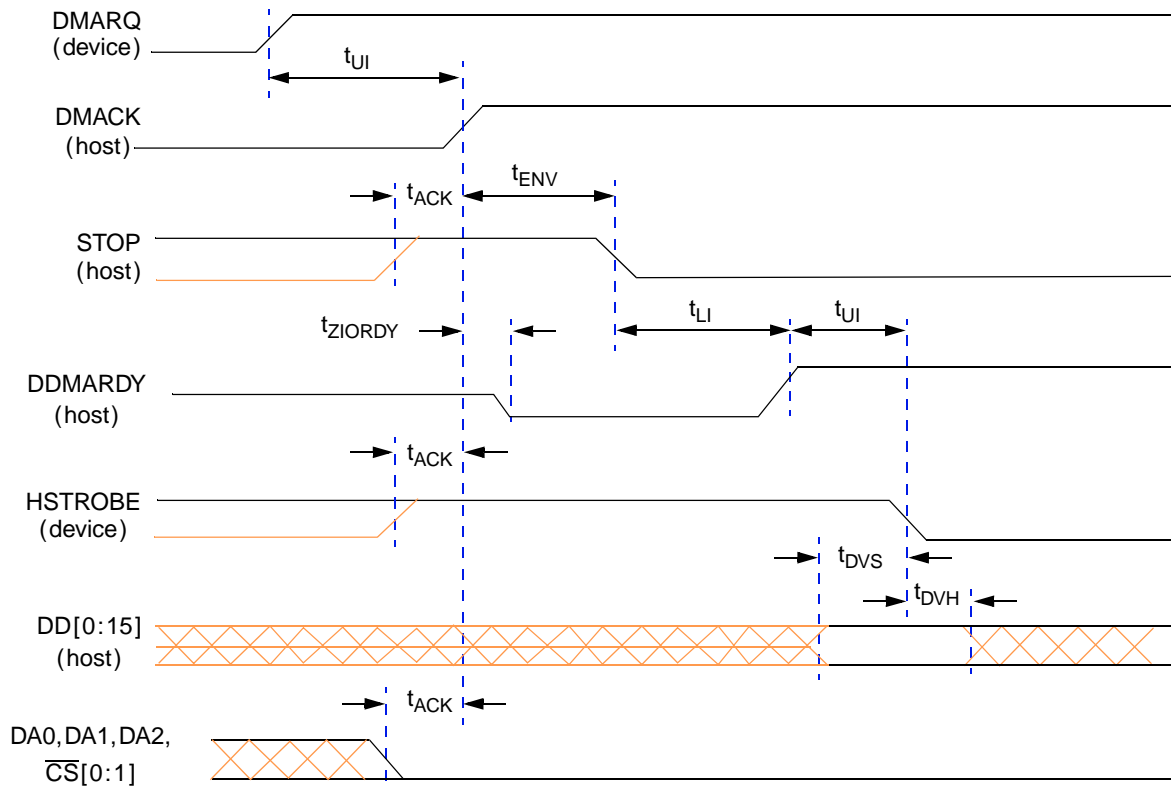 DMARQ
(device)
tUI
DMACK
(host)
tACK
tENV
STOP
(host)
tZIORDY
tLI
tUI
DDMARDY
(host)
tACK
HSTROBE
(device)
tDVS
tDVH
DD[0:15]
(host)
tACK
DA0,DA1,DA2,
C̅S̅[0:1]